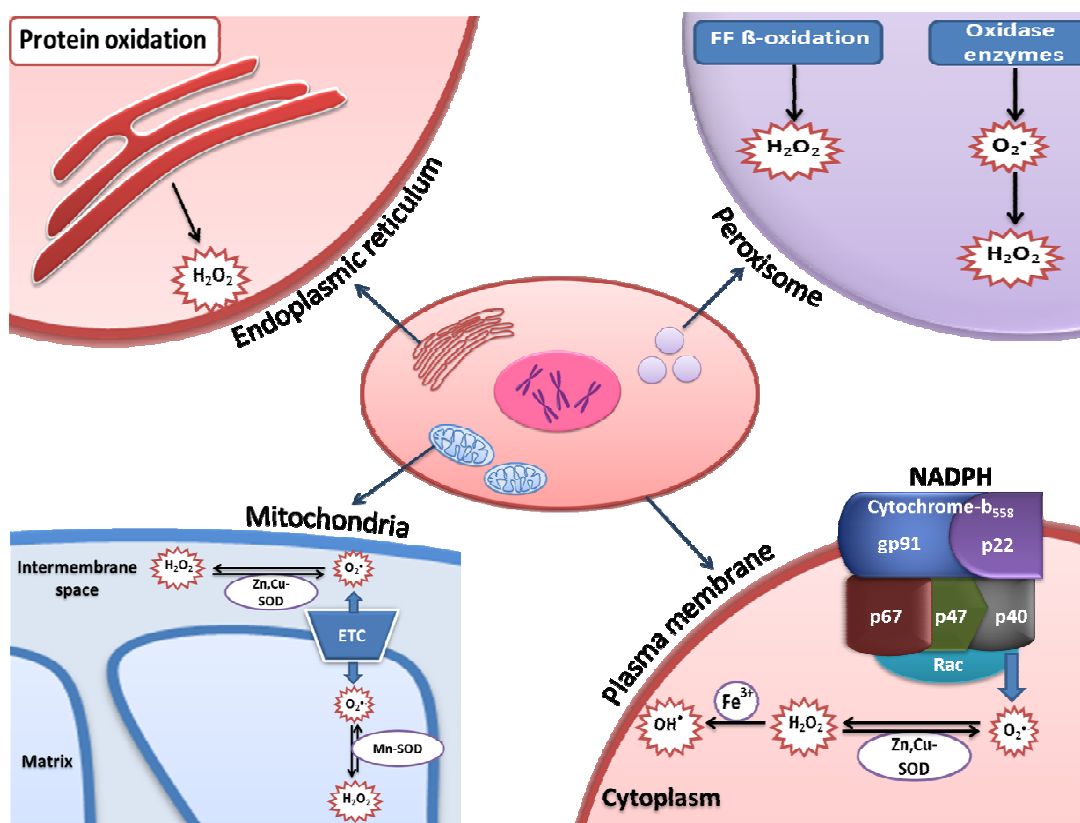 Protein oxidation
H₂O₂
Endoplasmic reticulum
FF ß-oxidation
Oxidase
enzymes
H₂O₂
O₂•
H₂O₂
Peroxisome
Mitochondria
Intermembrane
space
H₂O₂
O₂•
Zn,Cu-
SOD
ETC
O₂•
Mn-SOD
H₂O₂
Matrix
Plasma membrane
NADPH
Cytochrome-b₅₅₈
gp91
p22
p67
p47
p40
Rac
OH•
Fe³⁺
H₂O₂
O₂•
Zn,Cu-
SOD
Cytoplasm